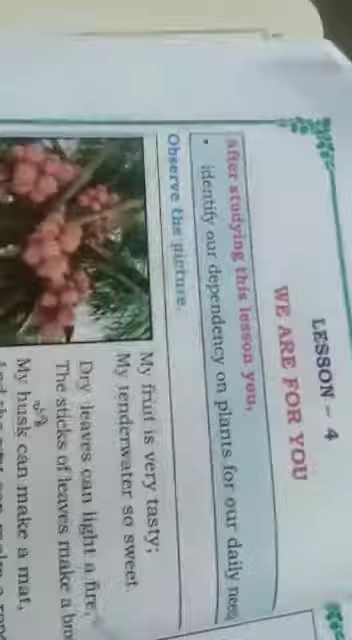 LESSON – 4
WE ARE FOR YOU
After studying this lesson you,
• identify our dependency on plants for our daily
Observe the picture.
My fruit is very tasty;
My tenderwater so sweet.
Dry leaves can light a fire,
The sticks of leaves make a
My husk can make a mat,